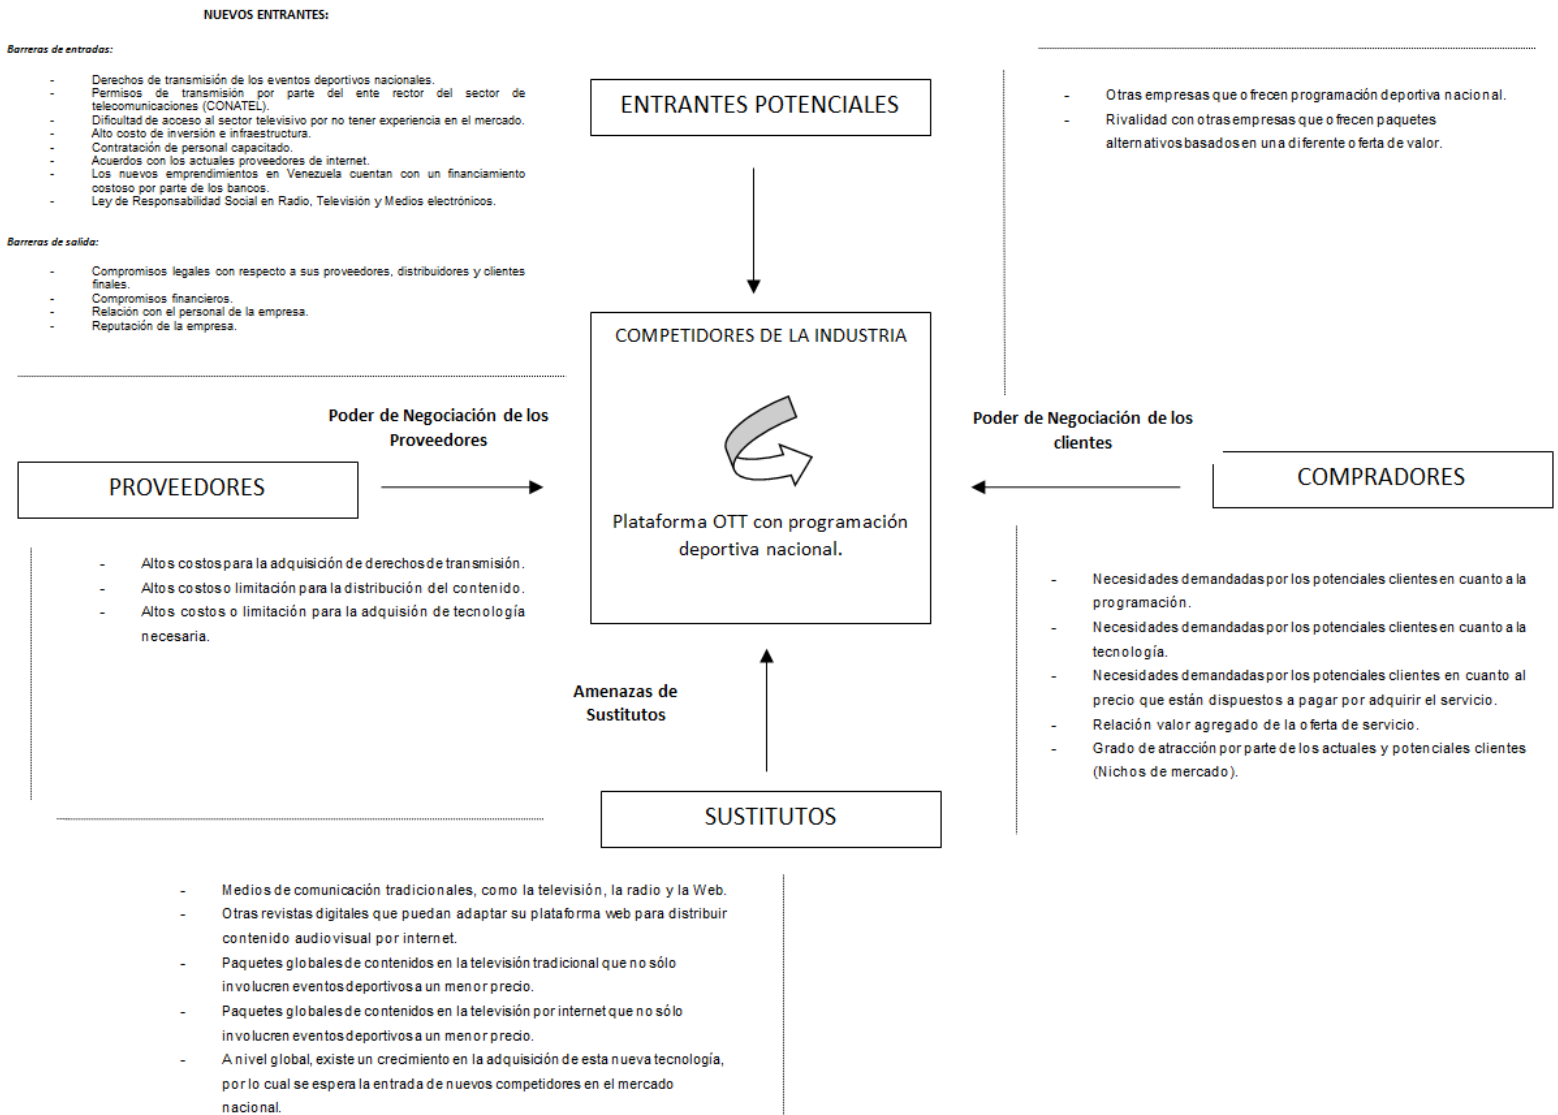 NUEVOS ENTRANTES:
Barreras de entradas:
- Derechos de transmisión de los eventos deportivos nacionales.
- Permisos de transmisión por parte del ente rector del sector de
telecomunicaciones (CONATEL).
- Dificultad de acceso al sector televisivo por no tener experiencia en el mercado.
- Alto costo de inversión e infraestructura.
- Contratación de personal capacitado.
- Acuerdos con los actuales proveedores de internet.
- Los nuevos emprendimientos en Venezuela cuentan con un financiamiento
costoso por parte de los bancos.
- Ley de Responsabilidad Social en Radio, Televisión y Medios electrónicos.
Barreras de salida:
- Compromisos legales con respecto a sus proveedores, distribuidores y clientes
finales.
- Compromisos financieros.
- Relación con el personal de la empresa.
- Reputación de la empresa.
ENTRANTES POTENCIALES
- Otras empresas que ofrecen programación deportiva nacional.
- Rivalidad con otras empresas que ofrecen paquetes
alternativos basados en una diferente oferta de valor.
COMPETIDORES DE LA INDUSTRIA
Plataforma OTT con programación
deportiva nacional.
Poder de Negociación de los
Proveedores
PROVEEDORES
- Altos costos para la adquisición de derechos de transmisión.
- Altos costos o limitación para la distribución del contenido.
- Altos costos o limitación para la adquisión de tecnología
necesaria.
Poder de Negociación de los
clientes
COMPRADORES
- Necesidades demandadas por los potenciales clientes en cuanto a la
programación.
- Necesidades demandadas por los potenciales clientes en cuanto a la
tecnología.
- Necesidades demandadas por los potenciales clientes en cuanto al
precio que están dispuestos a pagar por adquirir el servicio.
- Relación valor agregado de la oferta de servicio.
- Grado de atracción por parte de los actuales y potenciales clientes
(Nichos de mercado).
Amenazas de
Sustitutos
SUSTITUTOS
- Medios de comunicación tradicionales, como la televisión, la radio y la Web.
- Otras revistas digitales que puedan adaptar su plataforma web para distribuir
contenido audiovisual por internet.
- Paquetes globales de contenidos en la televisión tradicional que no sólo
involucren eventos deportivos a un menor precio.
- Paquetes globales de contenidos en la televisión por internet que no sólo
involucren eventos deportivos a un menor precio.
- A nivel global, existe un crecimiento en la adquisición de esta nueva tecnología,
por lo cual se espera la entrada de nuevos competidores en el mercado
nacional.